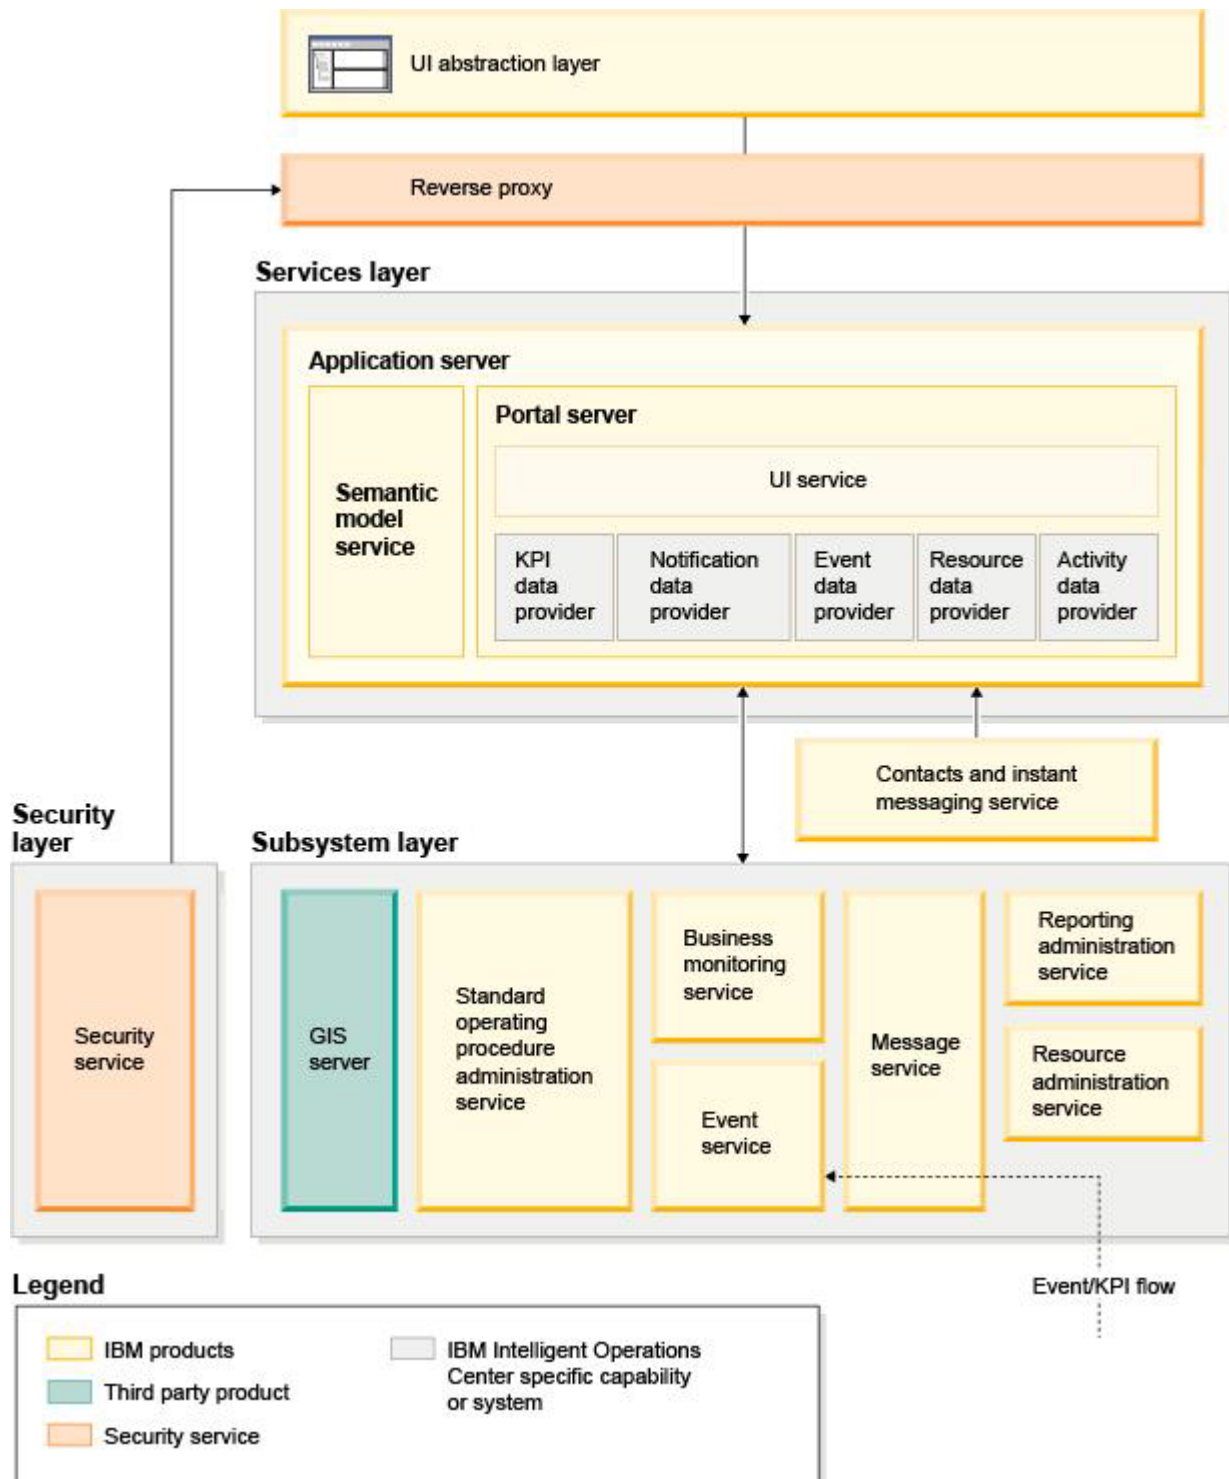 UI abstraction layer
Reverse proxy
Services layer
Application server
Portal server
UI service
Semantic
model
service
KPI
data
provider
Notification
data
provider
Event
data
provider
Resource
data
provider
Activity
data
provider
Contacts and instant
messaging service
Security
layer
Subsystem layer
Security
service
GIS
server
Standard
operating
procedure
administration
service
Business
monitoring
service
Event
service
Message
service
Reporting
administration
service
Resource
administration
service
Event/KPI flow
Legend
IBM products
Third party product
Security service
IBM Intelligent Operations
Center specific capability
or system